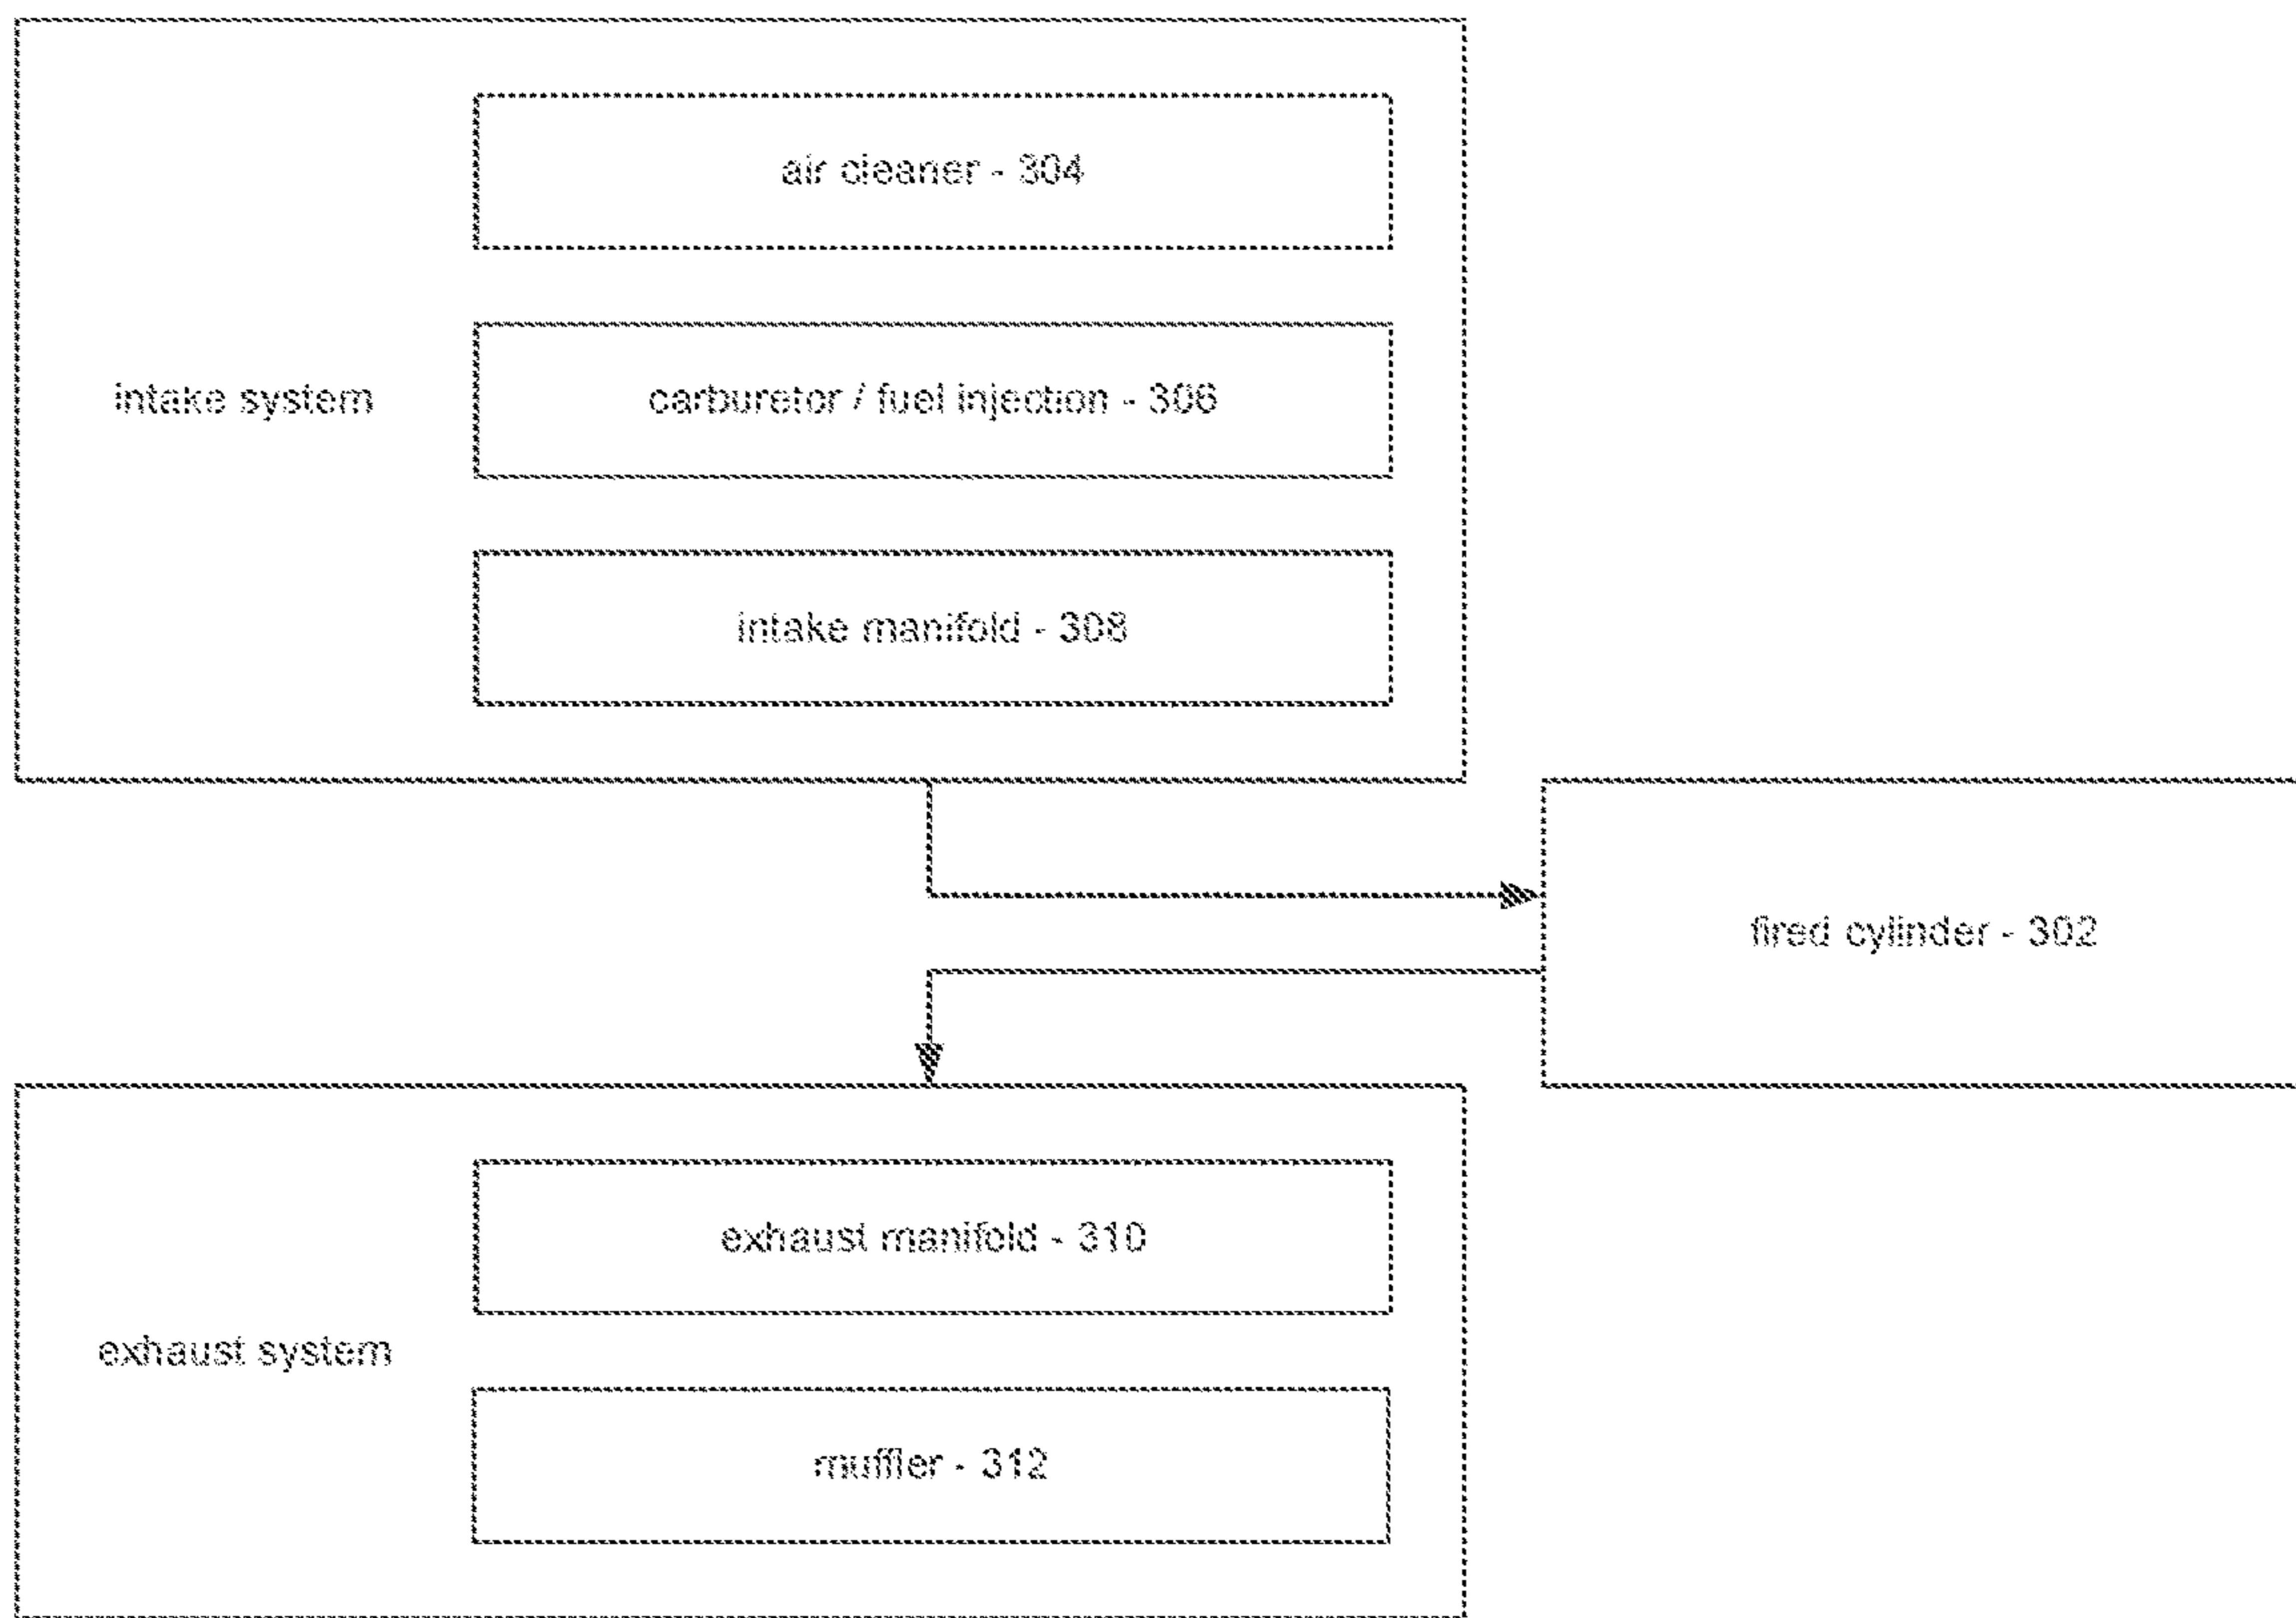 air cleaner - 304
intake system
carburetor / fuel injection - 306
intake manifold - 308
fired cylinder - 302
exhaust manifold - 310
exhaust system
muffler - 312